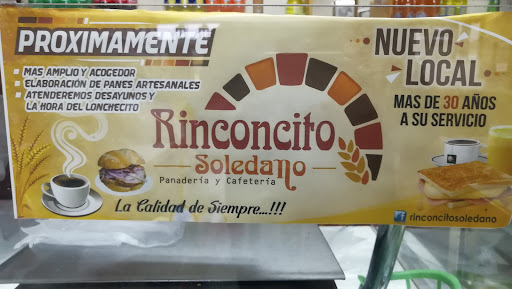 PROXIMAMENTE
MAS AMPLIO Y ACOGEDOR
ELABORACIÓN DE PANES ARTESANALES
ATENDEREMOS DESAYUNOS Y
LA HORA DEL LONCHECITO
Rinconcito
Soledano
Panadería y Cafetería
La Calidad de Siempre...!!!
NUEVO
LOCAL
MAS DE 30 AÑOS
A SU SERVICIO
f rinconcitosoledano